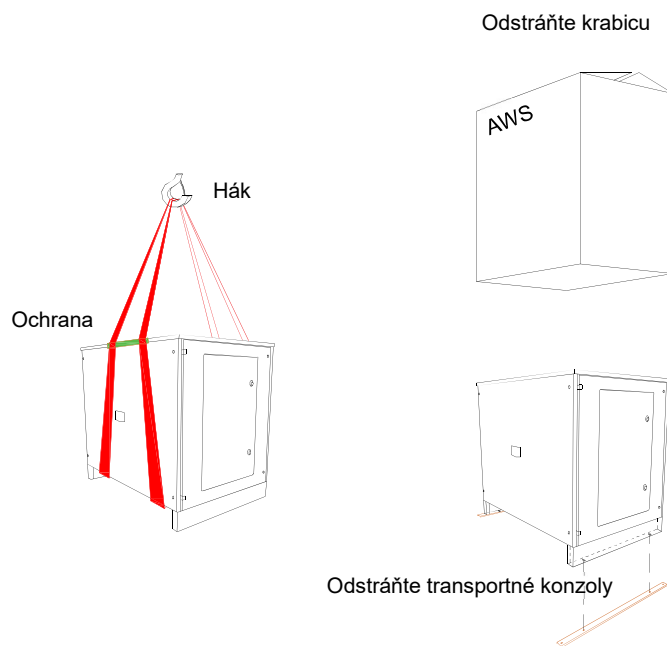 Odstráňte krabicu
AWS
Hák
Ochrana
Odstráňte transportné konzoly